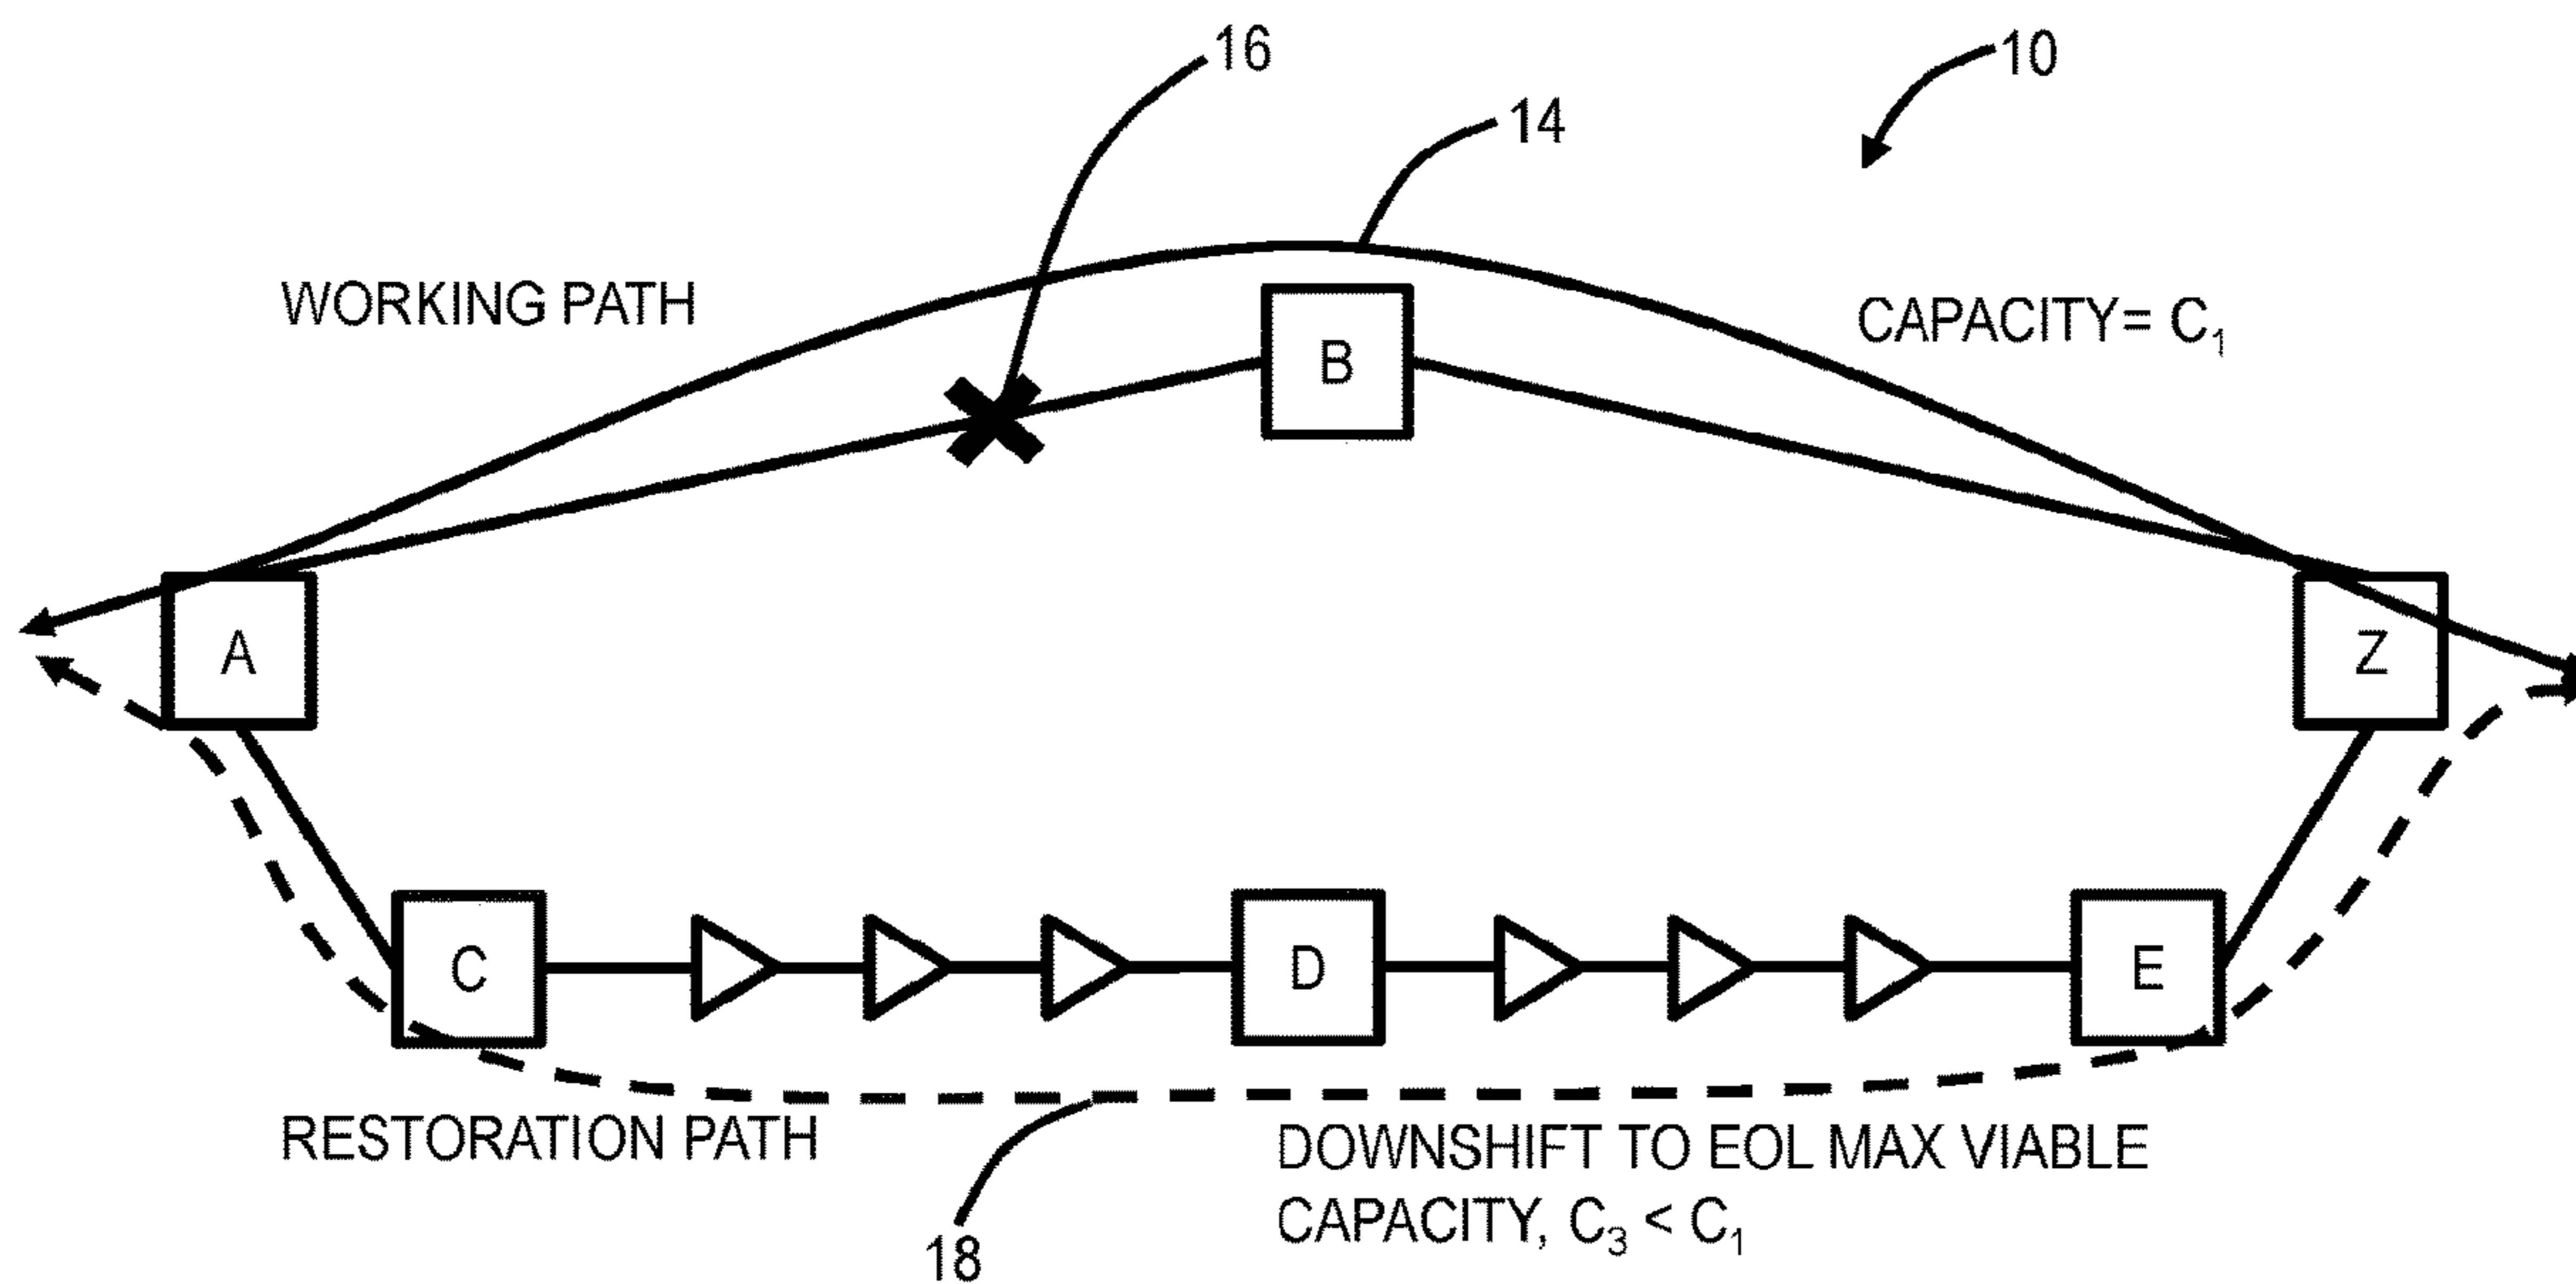 16
10
14
WORKING PATH
CAPACITY= C₁
B
A
Z
C
D
E
RESTORATION PATH
DOWNSHIFT TO EOL MAX VIABLE
CAPACITY, C₃ < C₁
18